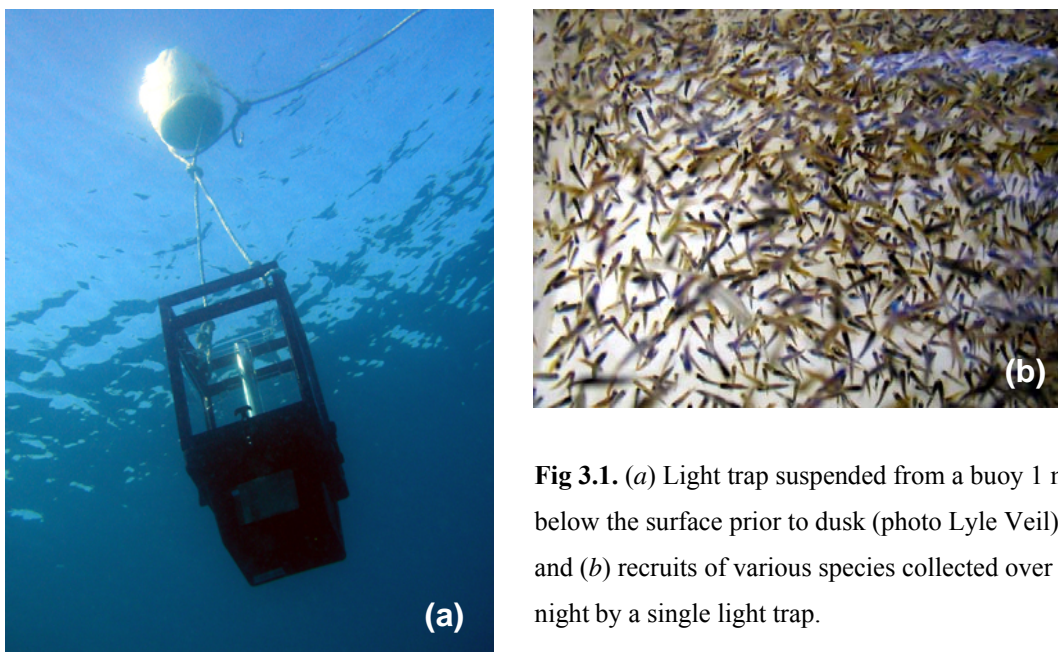 (a)
(b)
Fig 3.1. (a) Light trap suspended from a buoy 1 m
below the surface prior to dusk (photo Lyle Veil)
and (b) recruits of various species collected over
night by a single light trap.